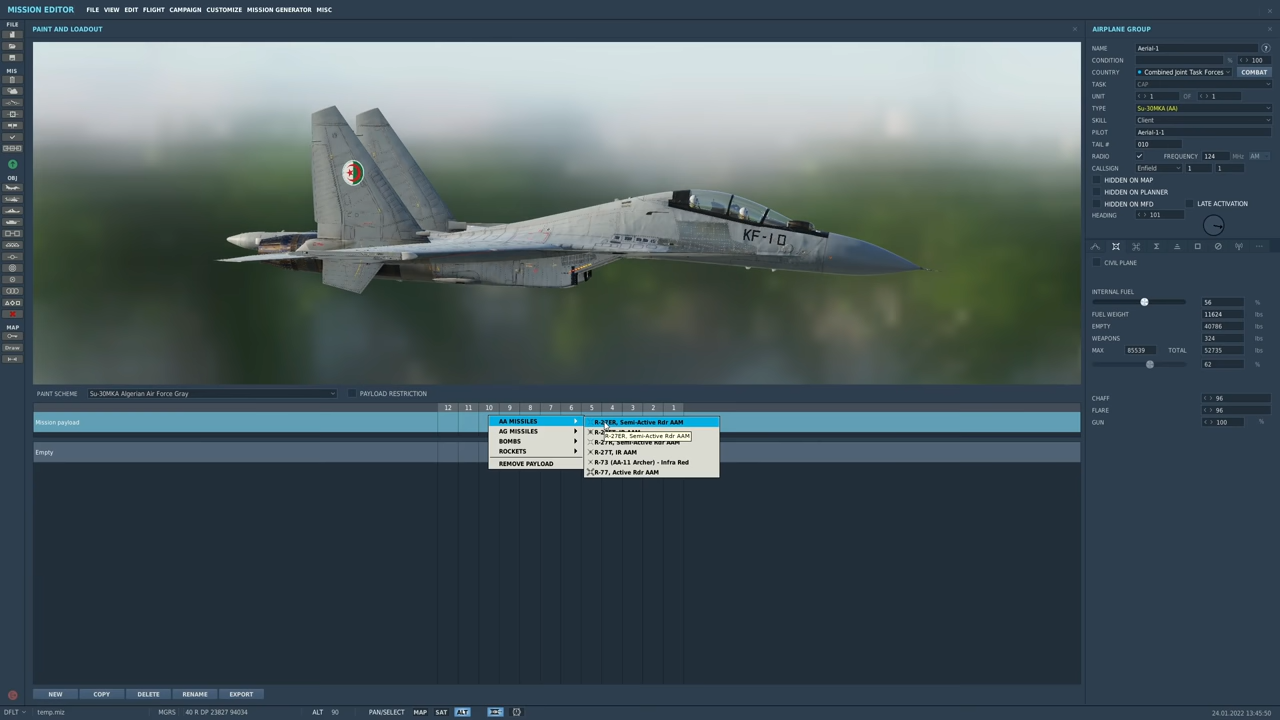 MISSION EDITOR
FILE VIEW EDIT FLIGHT CAMPAIGN CUSTOMIZE MISSION GENERATOR MISC
FILE
MIS
OBJ
MAP
Draw
PAINT AND LOADOUT
KF-10
PAINT SCHEME Su-30MKA Algerian Air Force Gray PAYLOAD RESTRICTION
12 11 10 9 8 7 6 5 4 3 2 1
Mission payload
Empty
AA MISSILES
AG MISSILES
BOMBS
ROCKETS
REMOVE PAYLOAD
R-27ER, Semi-Active Rdr AAM
R-27ER, Semi-Active Rdr AAM
R-27R, Semi-Active Rdr AAM
R-27T, IR AAM
R-73 (AA-11 Archer) - Infra Red
R-77, Active Rdr AAM
NEW COPY DELETE RENAME EXPORT
AIRPLANE GROUP
NAME Aerial-1 ?
CONDITION % 100
COUNTRY Combined Joint Task Forces COMBAT
TASK CAP
UNIT 1 OF 1
TYPE Su-30MKA (AA)
SKILL Client
PILOT Aerial-1-1
TAIL # 010
RADIO FREQUENCY 124 MHz AM
CALLSIGN Enfield 1 1
HIDDEN ON MAP
HIDDEN ON PLANNER
HIDDEN ON MFD LATE ACTIVATION
HEADING 101
CIVIL PLANE
INTERNAL FUEL 56 %
FUEL WEIGHT 11624 lbs
EMPTY 40786 lbs
WEAPONS 324 lbs
MAX 85539 TOTAL 52735 lbs
62 %
CHAFF 96
FLARE 96
GUN 100 %
DFLT temp.miz MGRS 40 R DP 23827 94034 ALT 90 PAN/SELECT MAP SAT ALT 24.01.2022 13:45:50